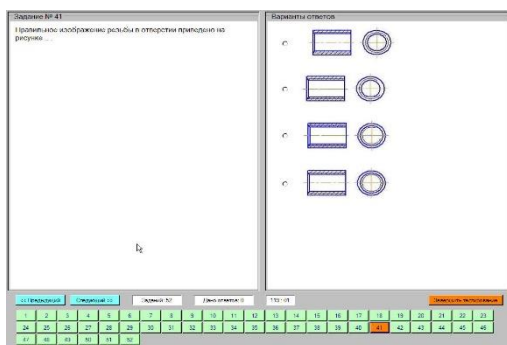 Задание № 41
Правильное изображение резьбы в отверстии приведено на
рисунке ...
Варианты ответов
<< Предыдущий
Следующий >>
Заданий: 52
Дано ответов: 0
Завершить тестирование
1 2 3 4 5 6 7 8 9 10 11 12 13 14 15 16 17 18 19 20 21 22 23
24 25 26 27 28 29 30 31 32 33 34 35 36 37 38 39 40 41 42 43 44 45 46
47 48 49 50 51 52